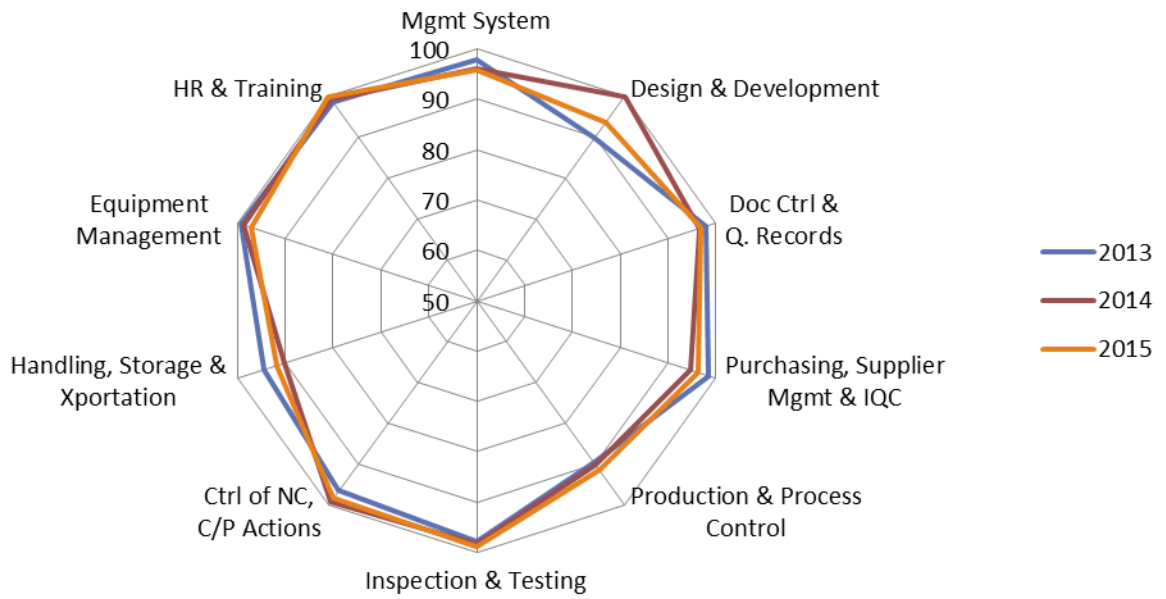 Mgmt System
100
HR & Training
Design & Development
90
80
Equipment
Management
70
Doc Ctrl &
Q. Records
60
2013
50
2014
2015
Handling, Storage &
Xportation
Purchasing, Supplier
Mgmt & IQC
Ctrl of NC,
C/P Actions
Production & Process
Control
Inspection & Testing